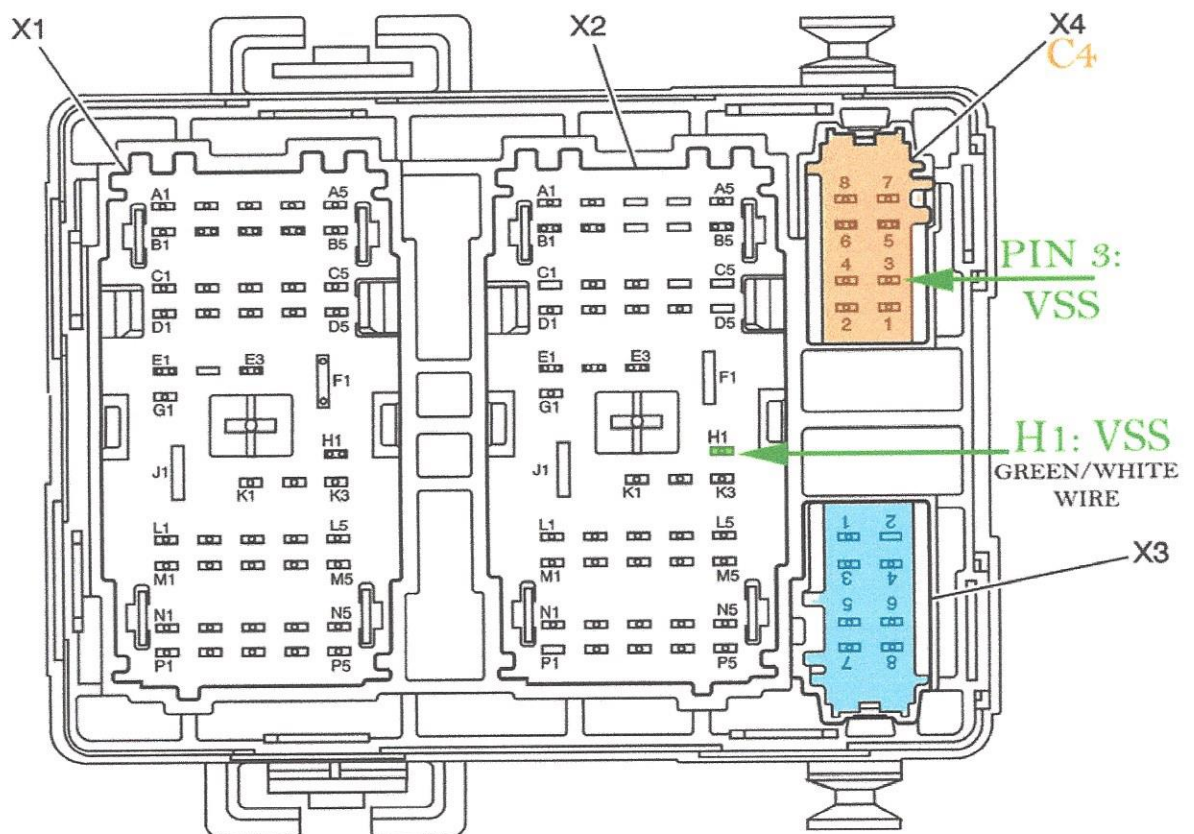 X1
X2
X4
C4
A1 A5
B1 B5
C1 C5
D1 D5
E1 E3
F1
G1
H1
J1
K1 K3
L1 L5
M1 M5
N1 N5
P1 P5
A1 A5
B1 B5
C1 C5
D1 D5
E1 E3
F1
G1
H1
J1
K1 K3
L1 L5
M1 M5
N1 N5
P1 P5
8 7
6 5
4 3
2 1
PIN 3:
VSS
H1: VSS
GREEN/WHITE
WIRE
1 2
3 4
5 6
7 8
X3